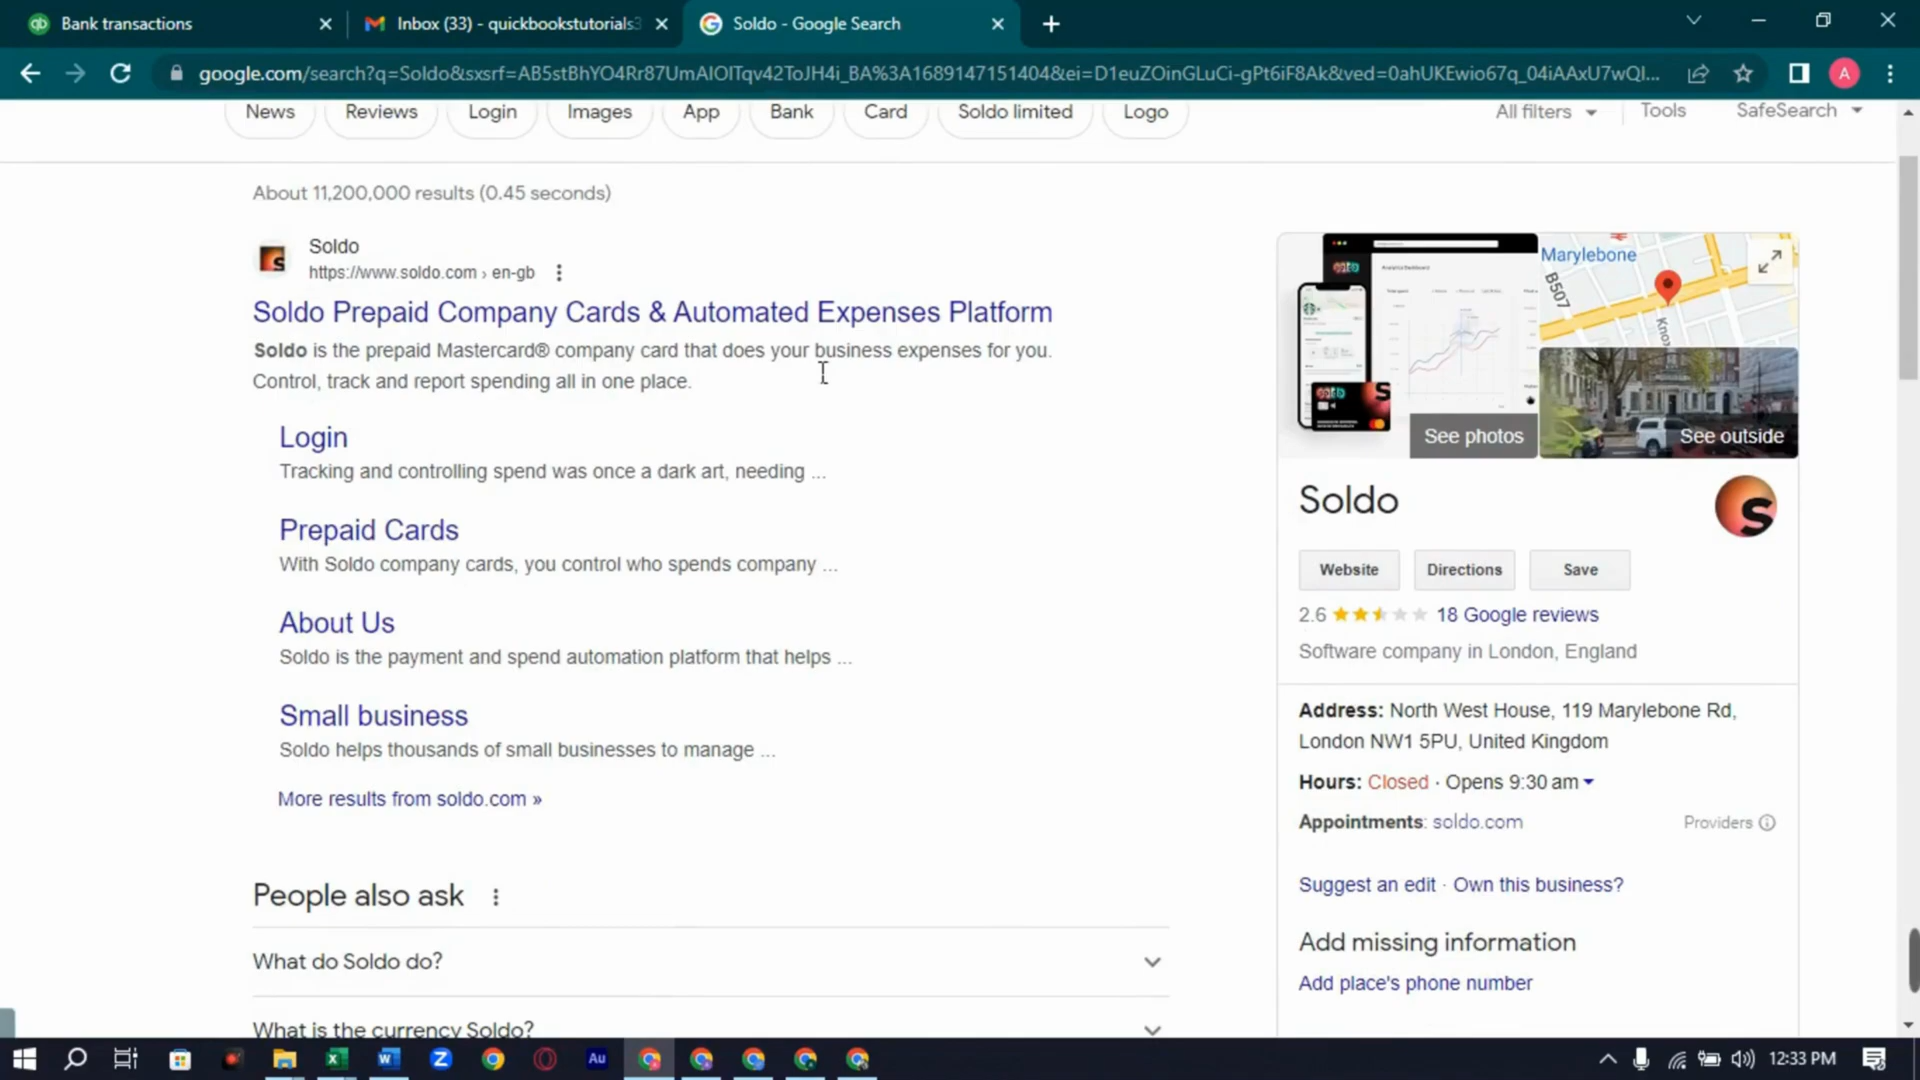 Bank transactions
Inbox (33) - quickbookstutorials3
Soldo - Google Search
google.com/search?q=Soldo&sxsrf=AB5stBhYO4Rr87UmAIOlTqv42ToJH4i_BA%3A1689147151404&ei=D1euZOinGLuCi-gPt6iF8Ak&ved=0ahUKEwio67q_04iAAxU7wQI...
A
News
Reviews
Login
Images
App
Bank
Card
Soldo limited
Logo
All filters
Tools
SafeSearch
About 11,200,000 results (0.45 seconds)
Soldo
https://www.soldo.com › en-gb
Soldo Prepaid Company Cards & Automated Expenses Platform
Soldo is the prepaid Mastercard® company card that does your business expenses for you.
Control, track and report spending all in one place.
Login
Tracking and controlling spend was once a dark art, needing ...
Prepaid Cards
With Soldo company cards, you control who spends company ...
About Us
Soldo is the payment and spend automation platform that helps ...
Small business
Soldo helps thousands of small businesses to manage ...
More results from soldo.com »
People also ask
What do Soldo do?
What is the currency Soldo?
Marylebone
B507
Kno
See photos
See outside
Soldo
Website
Directions
Save
2.6
18 Google reviews
Software company in London, England
Address: North West House, 119 Marylebone Rd,
London NW1 5PU, United Kingdom
Hours: Closed · Opens 9:30 am
Appointments: soldo.com
Providers
Suggest an edit · Own this business?
Add missing information
Add place's phone number
12:33 PM